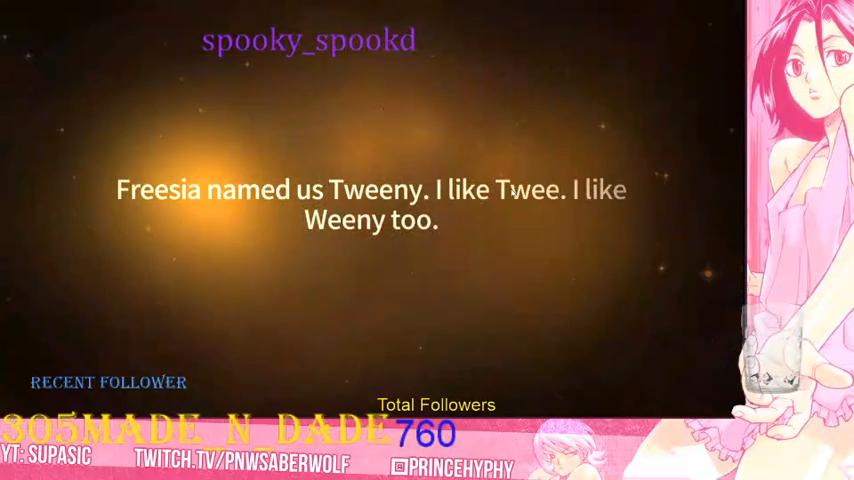 spooky_spookd
Freesia named us Tweeny. I like Twee. I like
Weeny too.
RECENT FOLLOWER
Total Followers
305MADE_N_DADE
760
YT: SUPASIC
TWITCH.TV/PNWSABERWOLF
@PRINCEHYPHY